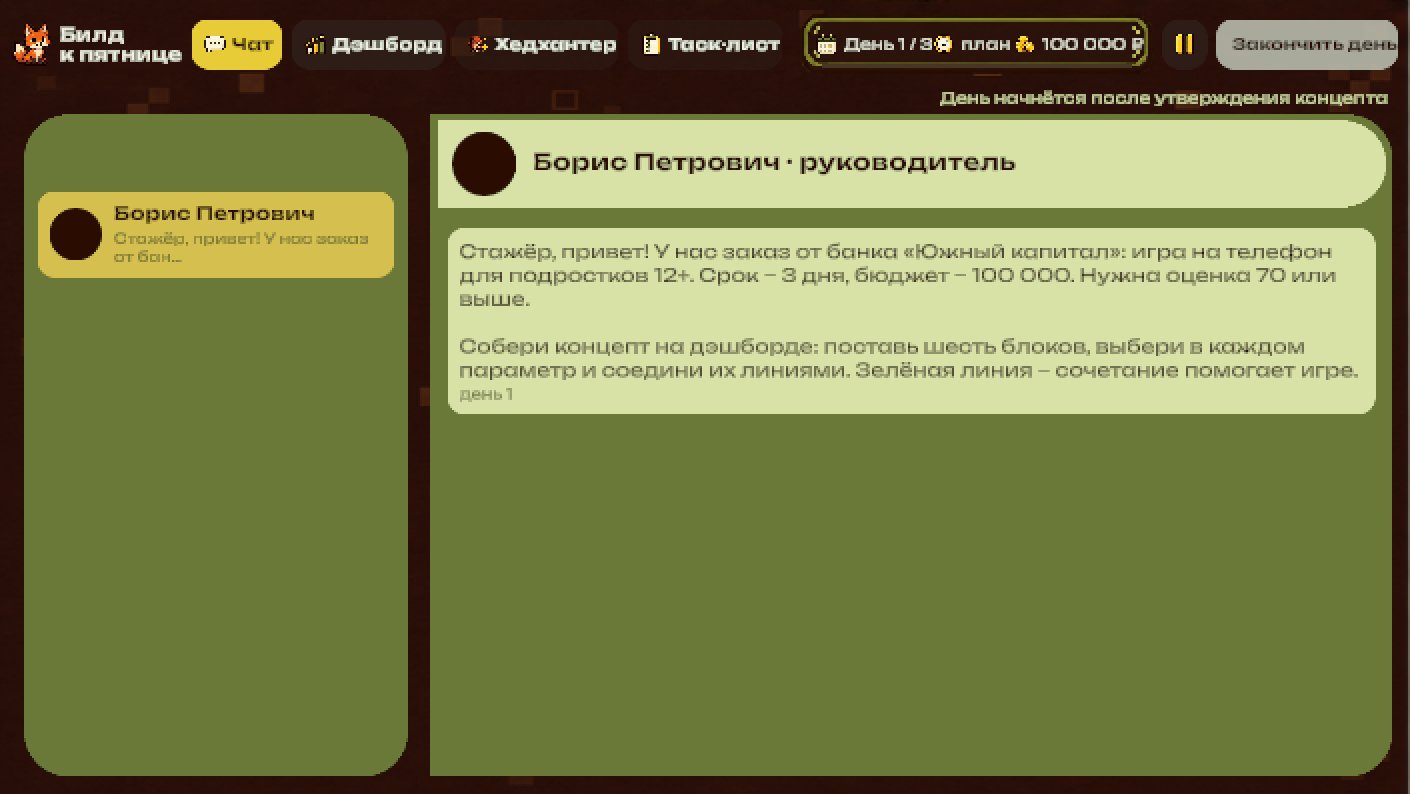 Билд
к пятнице
Чат
Дэшборд
Хедхантер
Таск-лист
День 1 / 3
план
100 000 ₽
Закончить день
День начнётся после утверждения концепта
Борис Петрович
Стажёр, привет! У нас заказ
от бан...
Борис Петрович · руководитель
Стажёр, привет! У нас заказ от банка «Южный капитал»: игра на телефон
для подростков 12+. Срок – 3 дня, бюджет – 100 000. Нужна оценка 70 или
выше.
Собери концепт на дэшборде: поставь шесть блоков, выбери в каждом
параметр и соедини их линиями. Зелёная линия – сочетание помогает игре.
день 1